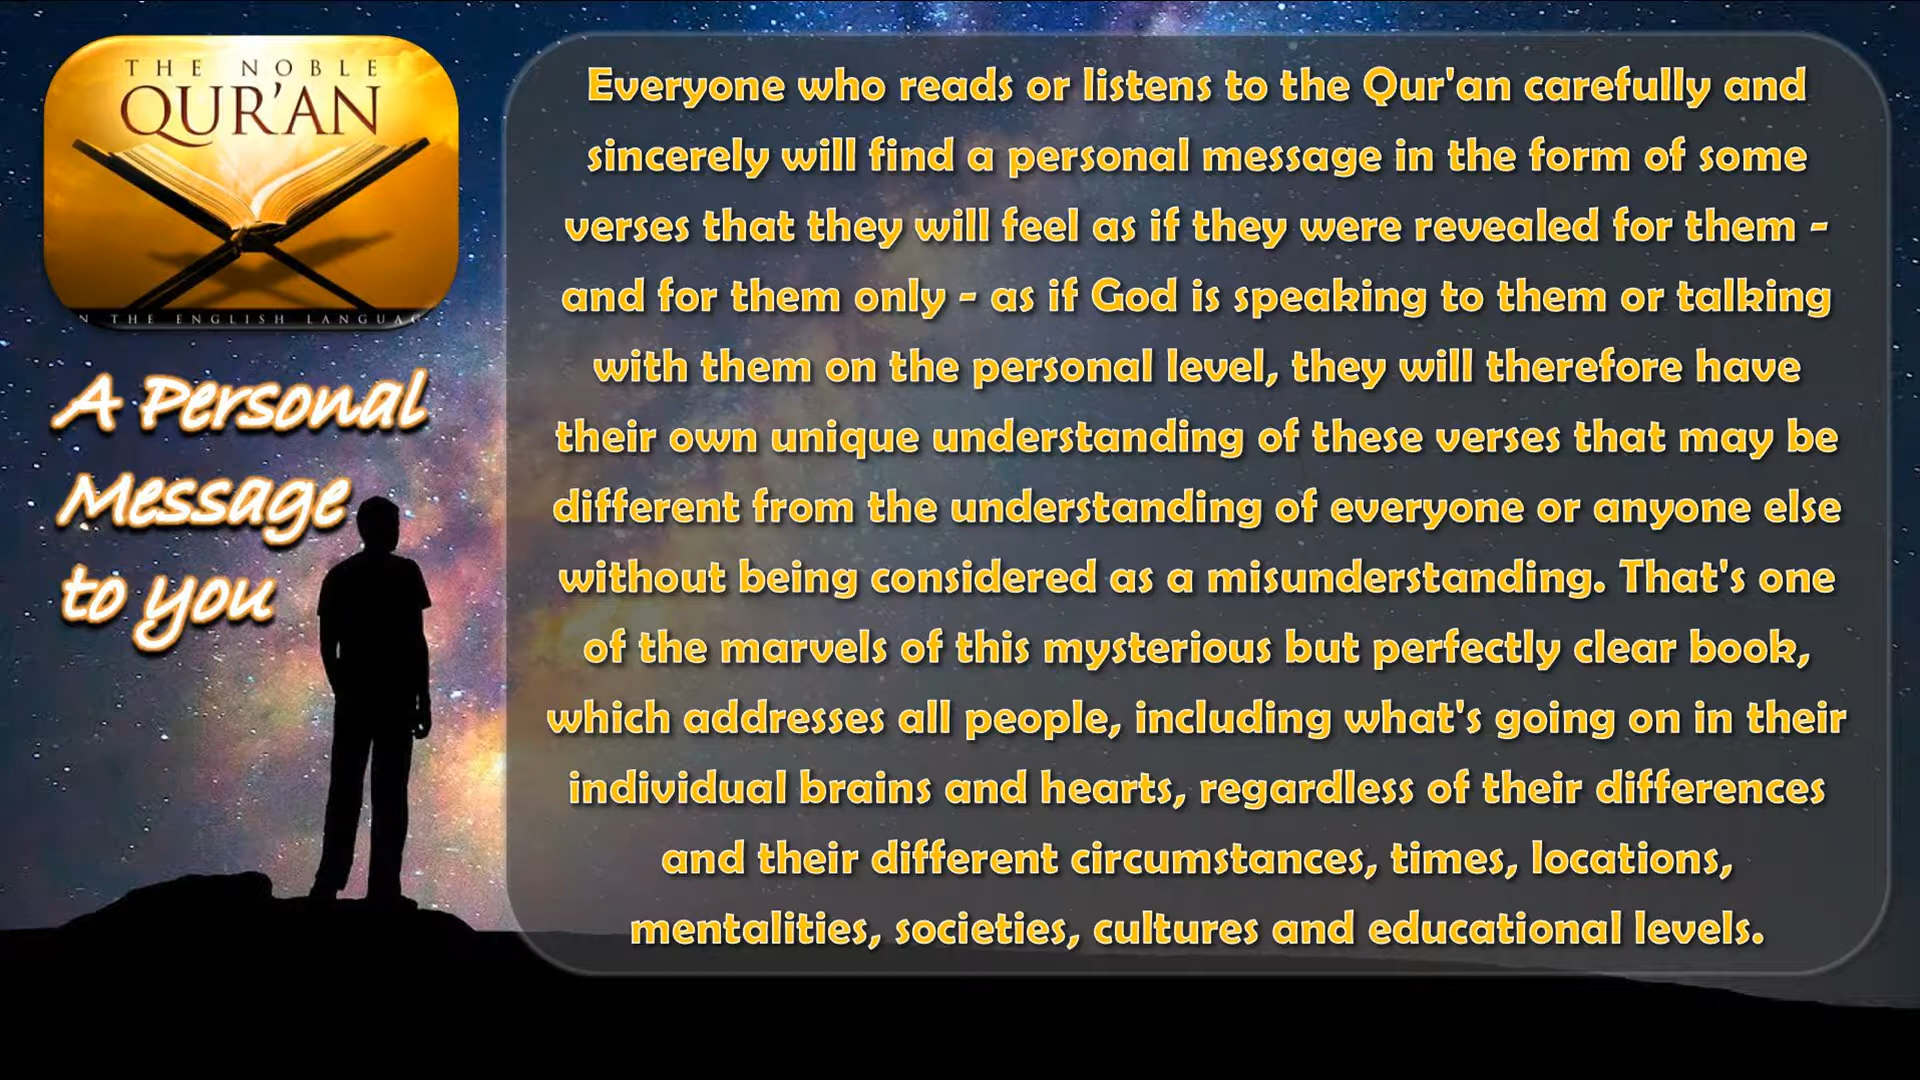 THE NOBLE
QUR'AN
N THE ENGLISH LANGUAG
A Personal
Message
to you
Everyone who reads or listens to the Qur'an carefully and
sincerely will find a personal message in the form of some
verses that they will feel as if they were revealed for them -
and for them only - as if God is speaking to them or talking
with them on the personal level, they will therefore have
their own unique understanding of these verses that may be
different from the understanding of everyone or anyone else
without being considered as a misunderstanding. That's one
of the marvels of this mysterious but perfectly clear book,
which addresses all people, including what's going on in their
individual brains and hearts, regardless of their differences
and their different circumstances, times, locations,
mentalities, societies, cultures and educational levels.